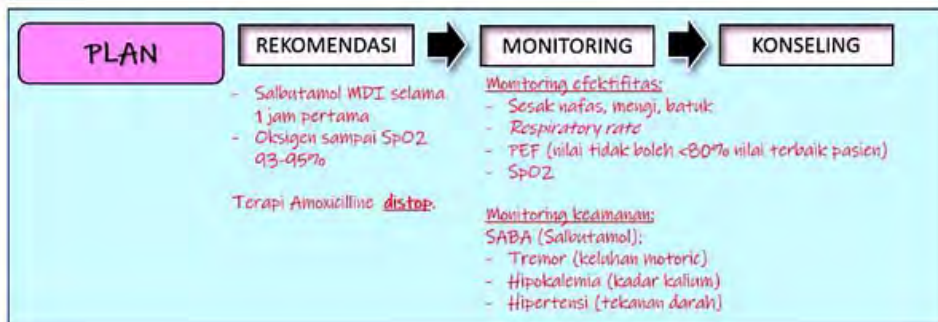 PLAN
REKOMENDASI
MONITORING
KONSELING
- Salbutamol MDI selama
1 jam pertama
- Oksigen sampai SpO2
93-95%
Terapi Amoxicilline distop.
Monitoring efektifitas:
- Sesak nafas, mengi, batuk
- Respiratory rate
- PEF (nilai tidak boleh <80% nilai terbaik pasien)
- SpO2
Monitoring keamanan:
SABA (Salbutamol);
- Tremor (keluhan motoric)
- Hipokalemia (kadar kalium)
- Hipertensi (tekanan darah)